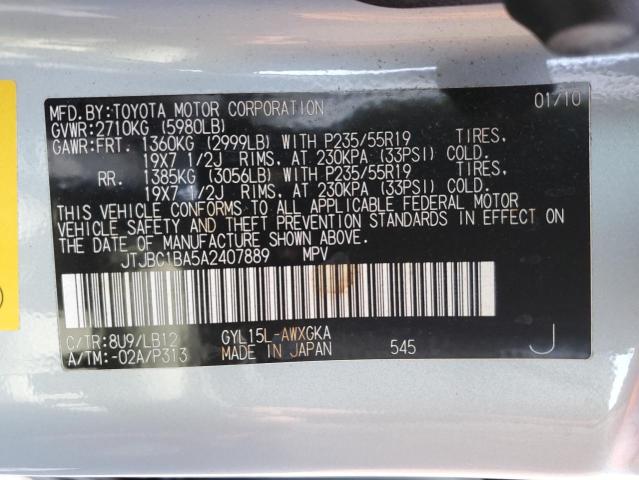 MFD.BY:TOYOTA MOTOR CORPORATION 01/10
GVWR:2710KG (5980LB)
GAWR:FRT. 1360KG (2999LB) WITH P235/55R19 TIRES,
19X7 1/2J RIMS, AT 230KPA (33PSI) COLD.
RR. 1385KG (3056LB) WITH P235/55R19 TIRES,
19X7 1/2J RIMS, AT 230KPA (33PSI) COLD.
THIS VEHICLE CONFORMS TO ALL APPLICABLE FEDERAL MOTOR
VEHICLE SAFETY AND THEFT PREVENTION STANDARDS IN EFFECT ON
THE DATE OF MANUFACTURE SHOWN ABOVE.
JTJBC1BA5A2407889 MPV
C/TR:8U9/LB12 GYL15L-AWXGKA
A/TM:-02A/P313 MADE IN JAPAN 545 J